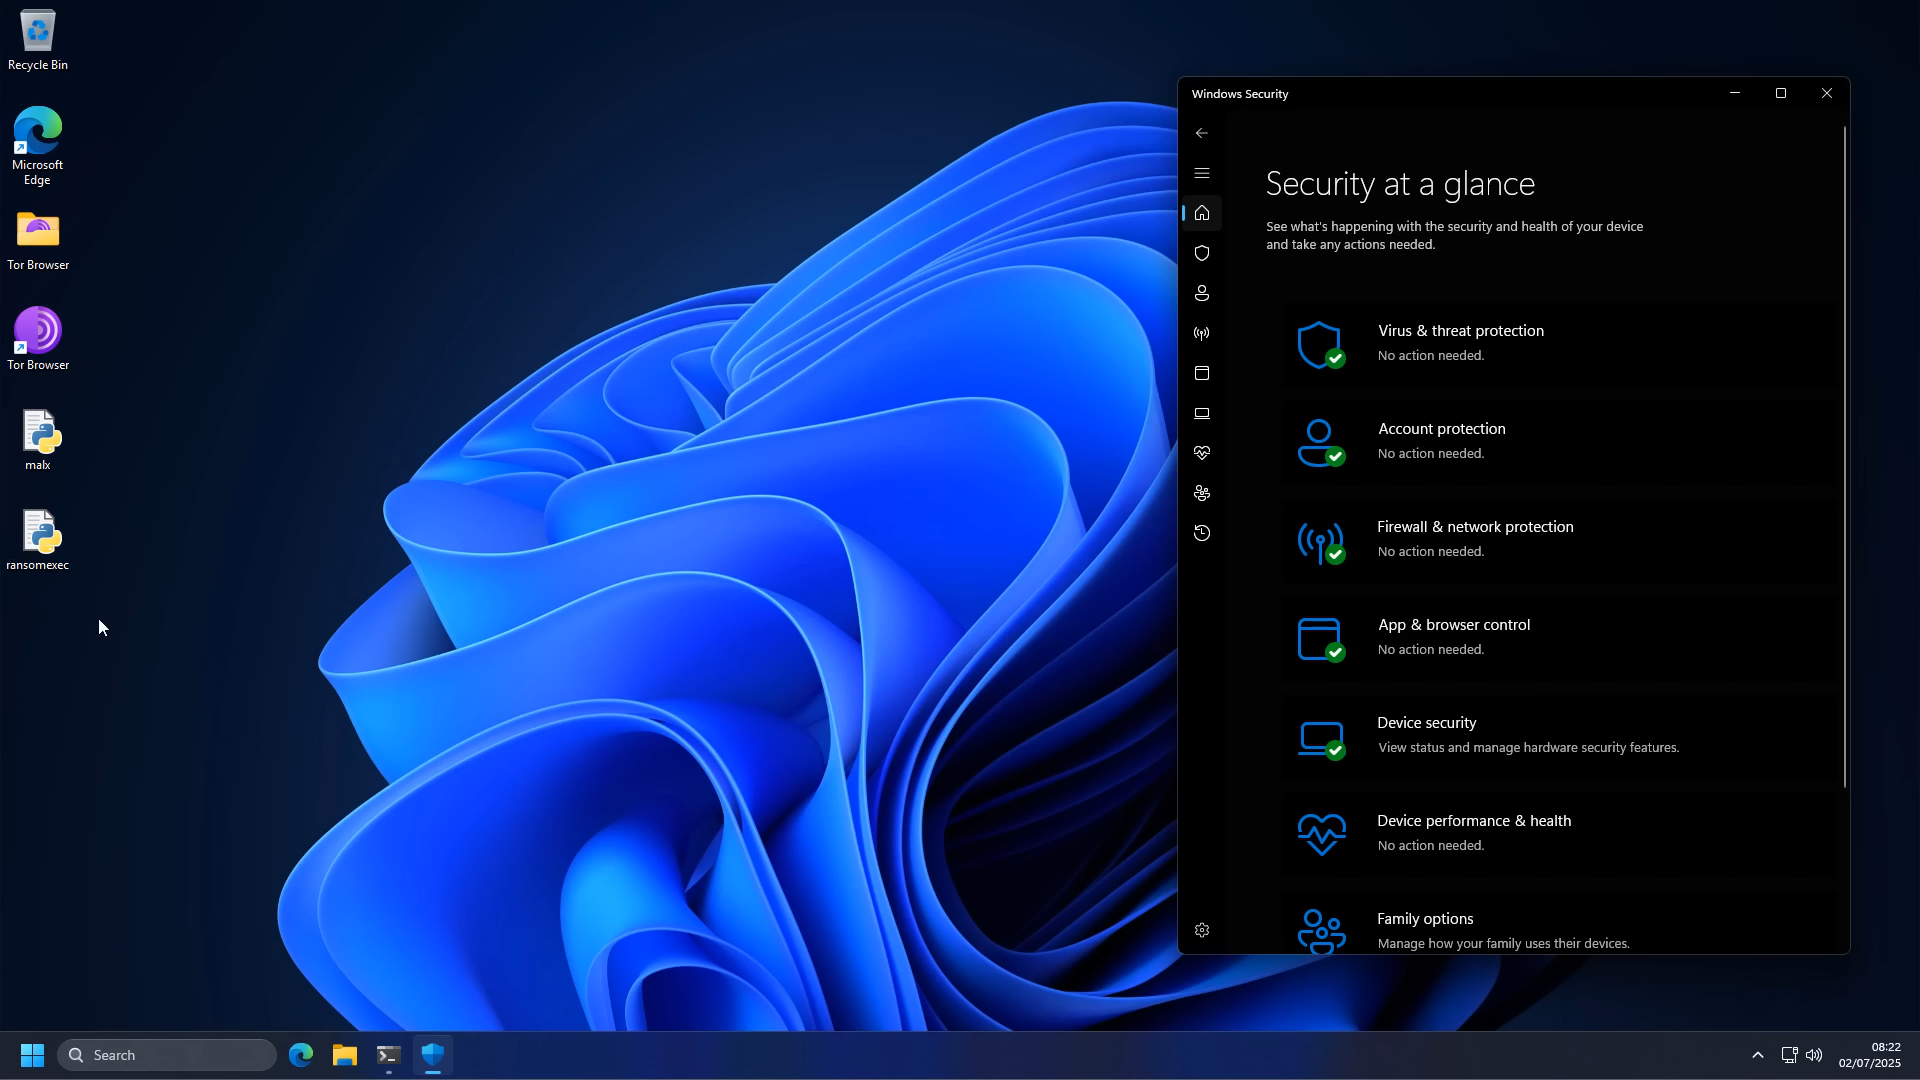 Recycle Bin
Microsoft
Edge
Tor Browser
Tor Browser
malx
ransomexec
Windows Security
Security at a glance
See what's happening with the security and health of your device
and take any actions needed.
Virus & threat protection
No action needed.
Account protection
No action needed.
Firewall & network protection
No action needed.
App & browser control
No action needed.
Device security
View status and manage hardware security features.
Device performance & health
No action needed.
Family options
Manage how your family uses their devices.
Search
08:22
02/07/2025